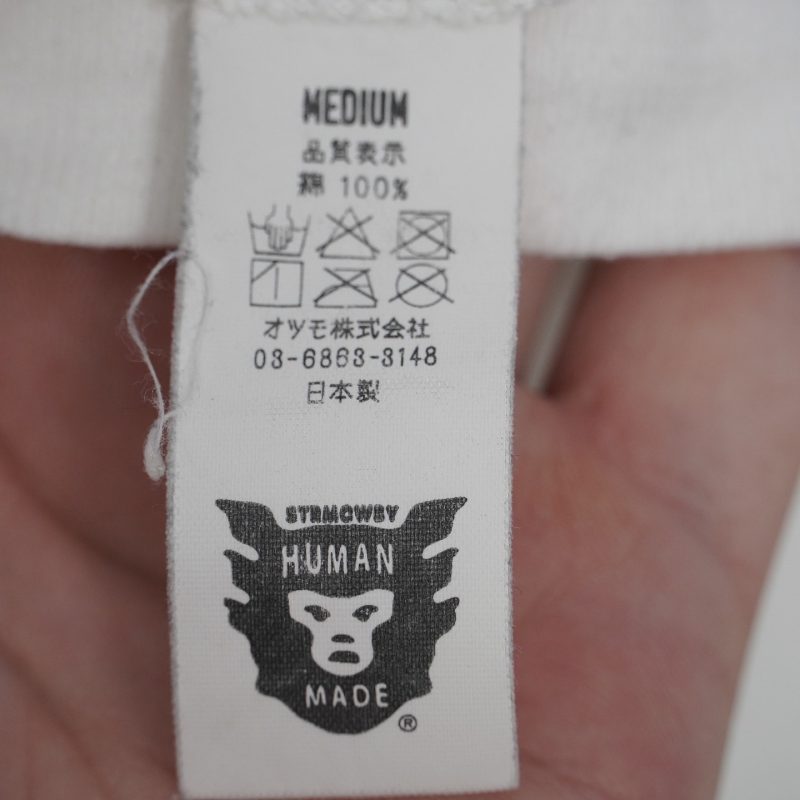 MEDIUM
品質表示
綿 100%
オツモ株式会社
03-6863-3148
日本製
STRMCWBY
HUMAN
MADE
®